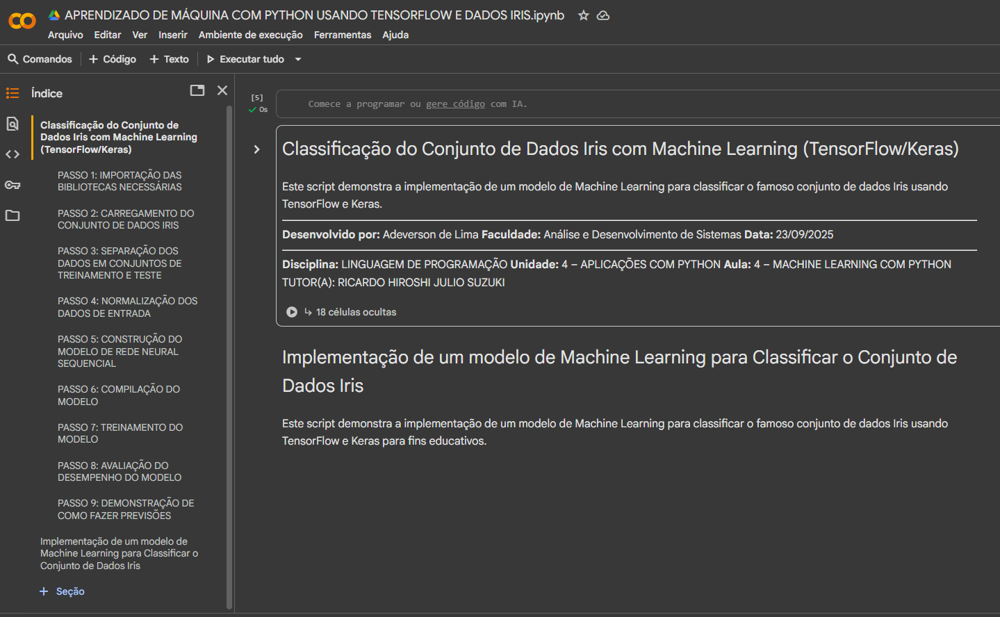 APRENDIZADO DE MÁQUINA COM PYTHON USANDO TENSORFLOW E DADOS IRIS.ipynb
Arquivo Editar Ver Inserir Ambiente de execução Ferramentas Ajuda
Comandos + Código + Texto Executar tudo
Índice
Classificação do Conjunto de
Dados Iris com Machine Learning
(TensorFlow/Keras)
PASSO 1: IMPORTAÇÃO DAS
BIBLIOTECAS NECESSÁRIAS
PASSO 2: CARREGAMENTO DO
CONJUNTO DE DADOS IRIS
PASSO 3: SEPARAÇÃO DOS
DADOS EM CONJUNTOS DE
TREINAMENTO E TESTE
PASSO 4: NORMALIZAÇÃO DOS
DADOS DE ENTRADA
PASSO 5: CONSTRUÇÃO DO
MODELO DE REDE NEURAL
SEQUENCIAL
PASSO 6: COMPILAÇÃO DO
MODELO
PASSO 7: TREINAMENTO DO
MODELO
PASSO 8: AVALIAÇÃO DO
DESEMPENHO DO MODELO
PASSO 9: DEMONSTRAÇÃO DE
COMO FAZER PREVISÕES
Implementação de um modelo de
Machine Learning para Classificar o
Conjunto de Dados Iris
+ Seção
[5]
0s
Comece a programar ou gere código com IA.
Classificação do Conjunto de Dados Iris com Machine Learning (TensorFlow/Keras)
Este script demonstra a implementação de um modelo de Machine Learning para classificar o famoso conjunto de dados Iris usando
TensorFlow e Keras.
Desenvolvido por: Adeverson de Lima Faculdade: Análise e Desenvolvimento de Sistemas Data: 23/09/2025
Disciplina: LINGUAGEM DE PROGRAMAÇÃO Unidade: 4 – APLICAÇÕES COM PYTHON Aula: 4 – MACHINE LEARNING COM PYTHON
TUTOR(A): RICARDO HIROSHI JULIO SUZUKI
↳ 18 células ocultas
Implementação de um modelo de Machine Learning para Classificar o Conjunto de
Dados Iris
Este script demonstra a implementação de um modelo de Machine Learning para classificar o famoso conjunto de dados Iris usando
TensorFlow e Keras para fins educativos.